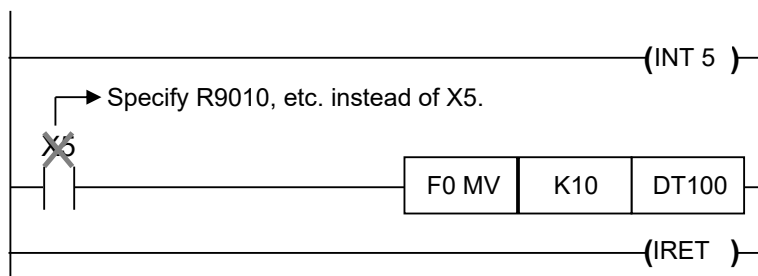 (INT 5 )
Specify R9010, etc. instead of X5.
X5
F0 MV K10 DT100
(IRET )